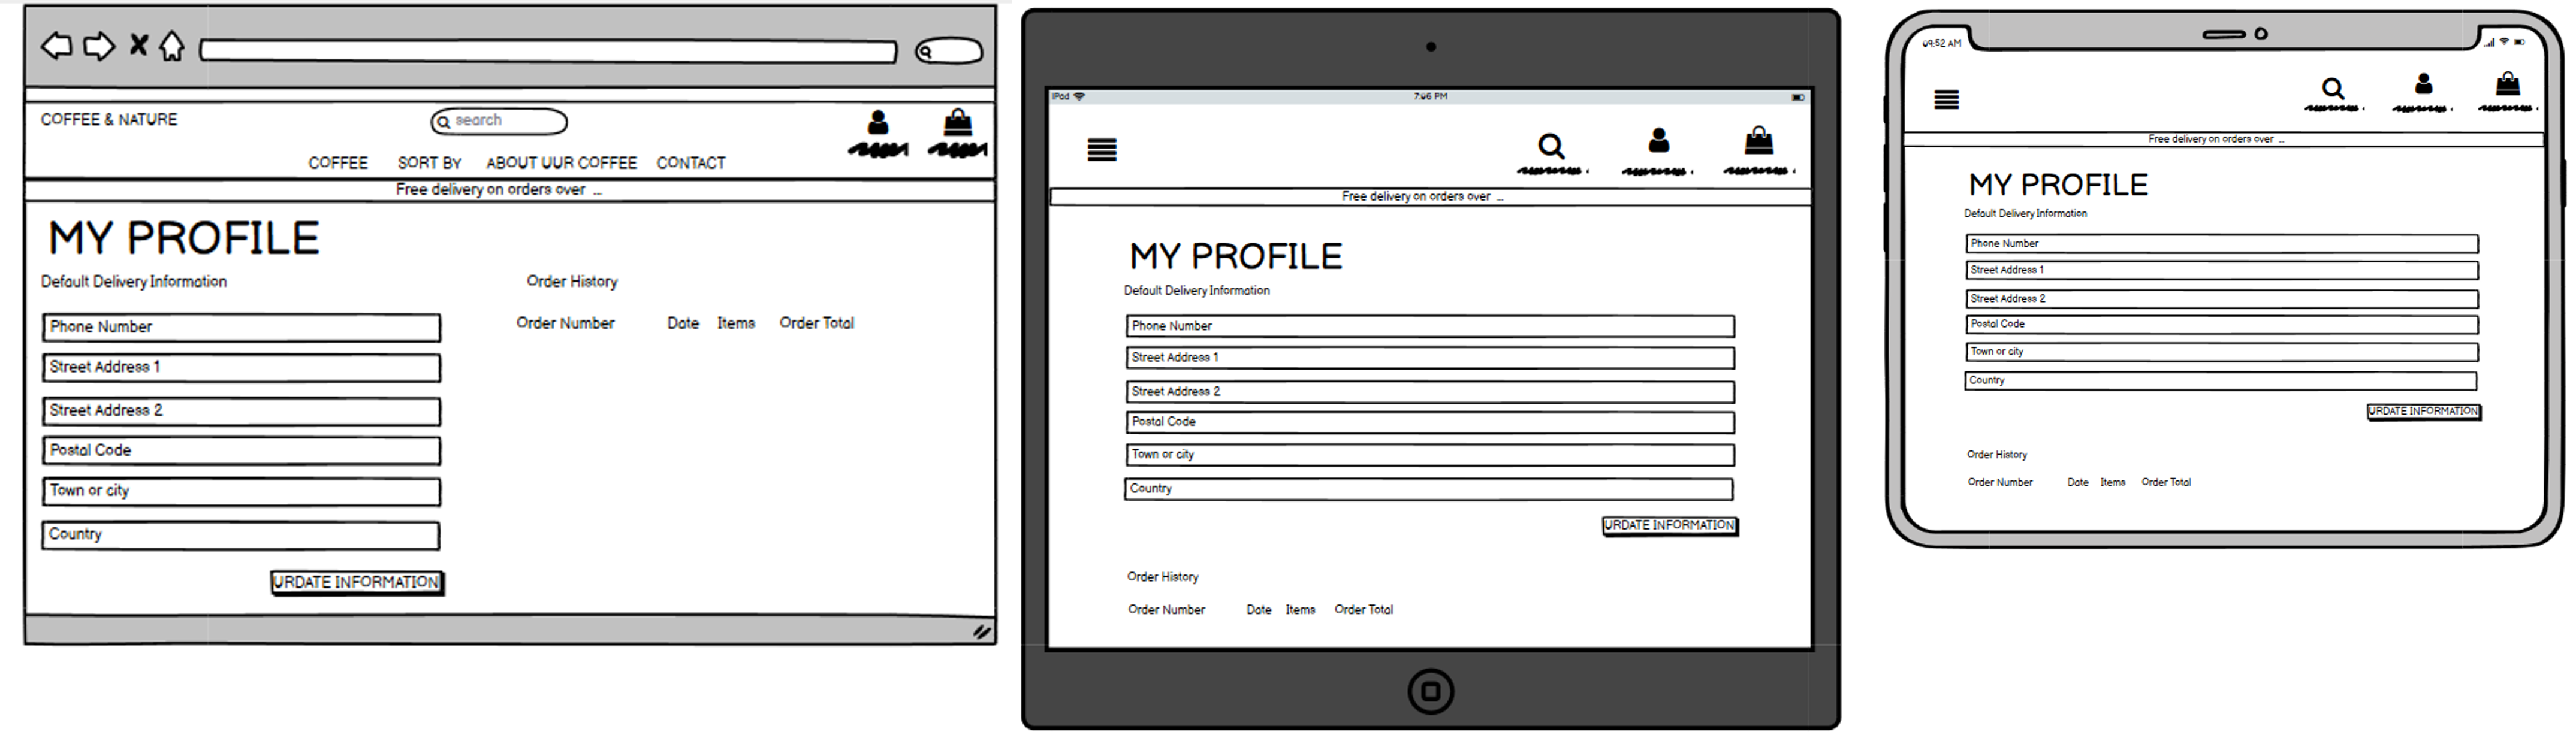 COFFEE & NATURE
search
COFFEE SORT BY ABOUT UUR COFFEE CONTACT
Free delivery on orders over ...
MY PROFILE
Default Delivery Information
Order History
Phone Number
Order Number Date Items Order Total
Street Address 1
Street Address 2
Postal Code
Town or city
Country
URDATE INFORMATION
iPad
7:06 PM
Free delivery on orders over ...
MY PROFILE
Default Delivery Information
Phone Number
Street Address 1
Street Address 2
Postal Code
Town or city
Country
URDATE INFORMATION
Order History
Order Number Date Items Order Total
09:52 AM
Free delivery on orders over ...
MY PROFILE
Default Delivery Information
Phone Number
Street Address 1
Street Address 2
Postal Code
Town or city
Country
URDATE INFORMATION
Order History
Order Number Date Items Order Total